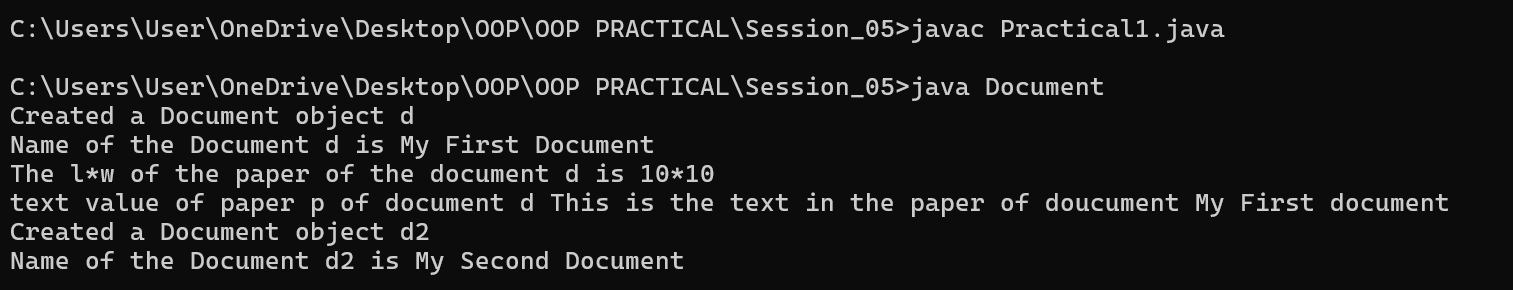 C:\Users\User\OneDrive\Desktop\OOP\OOP PRACTICAL\Session_05>javac Practical1.java
C:\Users\User\OneDrive\Desktop\OOP\OOP PRACTICAL\Session_05>java Document
Created a Document object d
Name of the Document d is My First Document
The l*w of the paper of the document d is 10*10
text value of paper p of document d This is the text in the paper of doucument My First document
Created a Document object d2
Name of the Document d2 is My Second Document